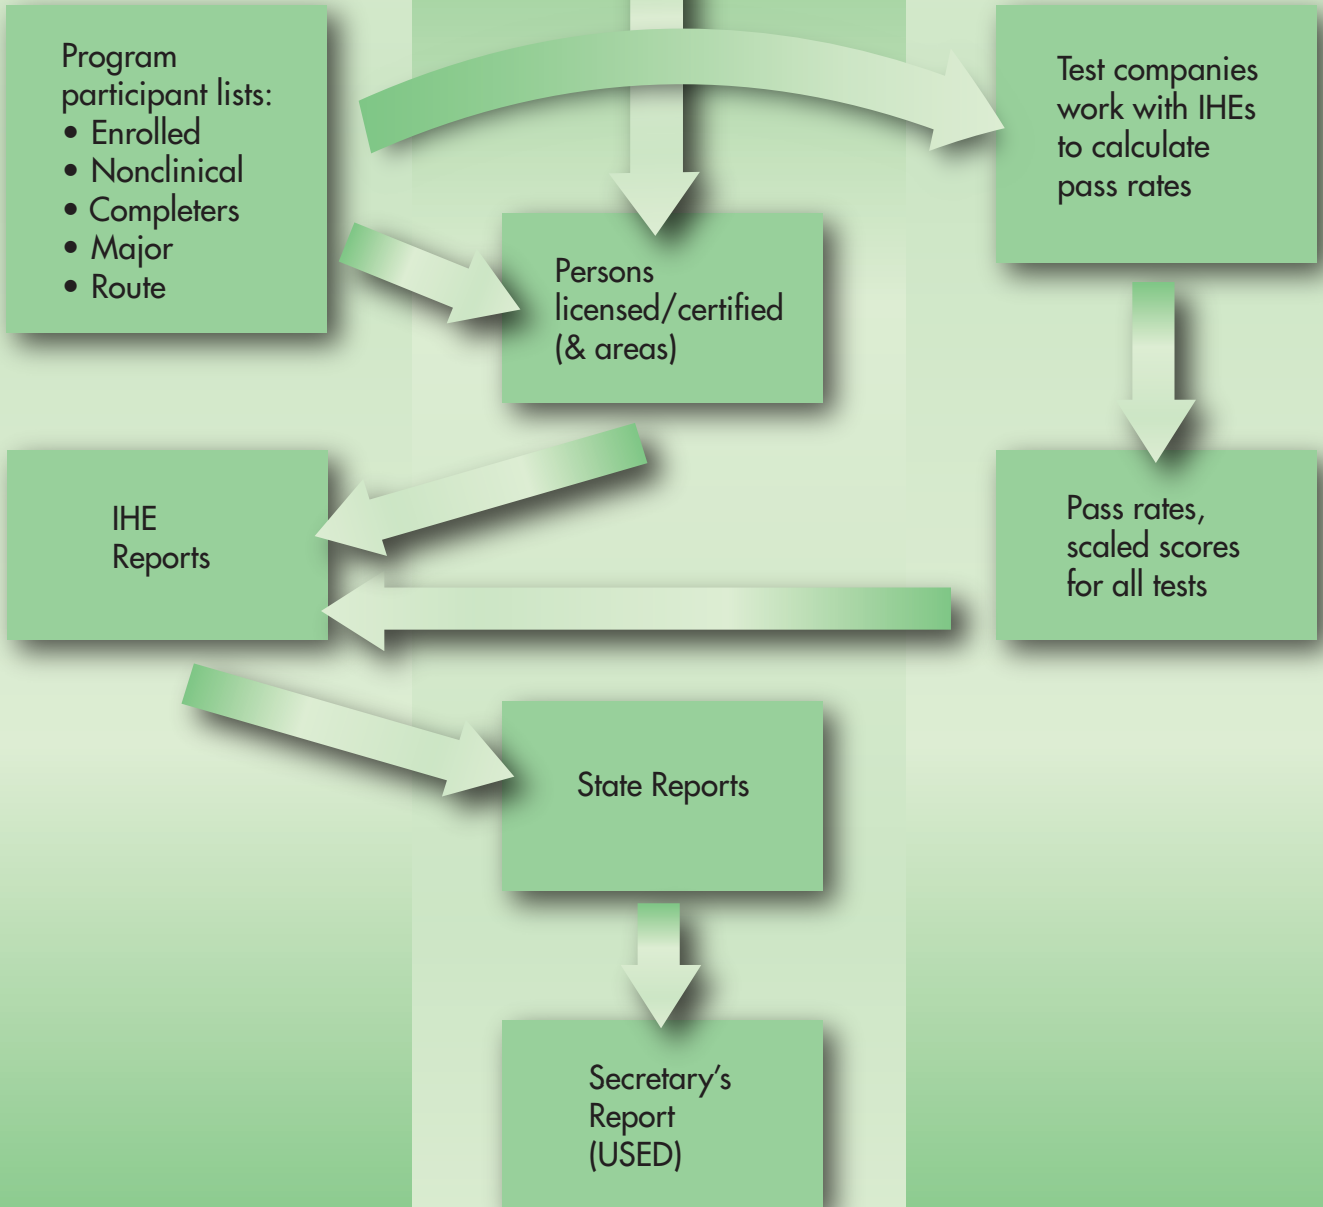 Program
participant lists:
• Enrolled
• Nonclinical
• Completers
• Major
• Route
Test companies
work with IHEs
to calculate
pass rates
Persons
licensed/certified
(& areas)
IHE
Reports
Pass rates,
scaled scores
for all tests
State Reports
Secretary’s
Report
(USED)